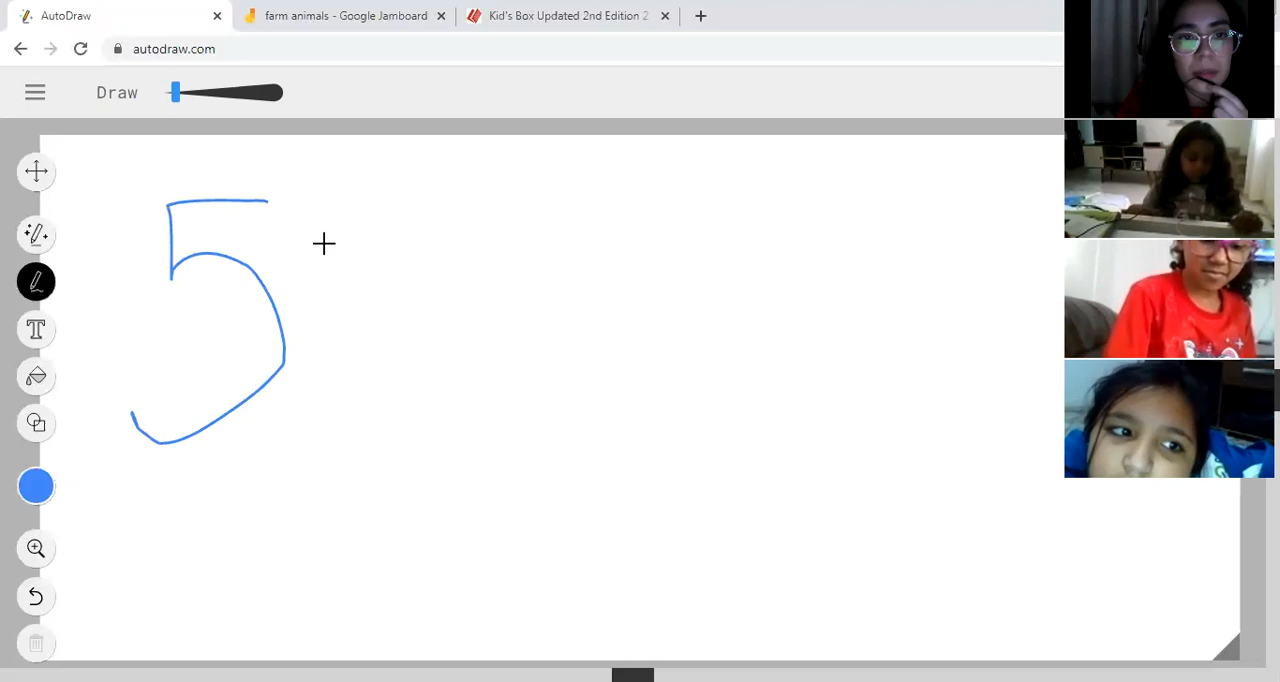 AutoDraw
farm animals - Google Jamboard
Kid's Box Updated 2nd Edition 2
autodraw.com
Draw
T
5